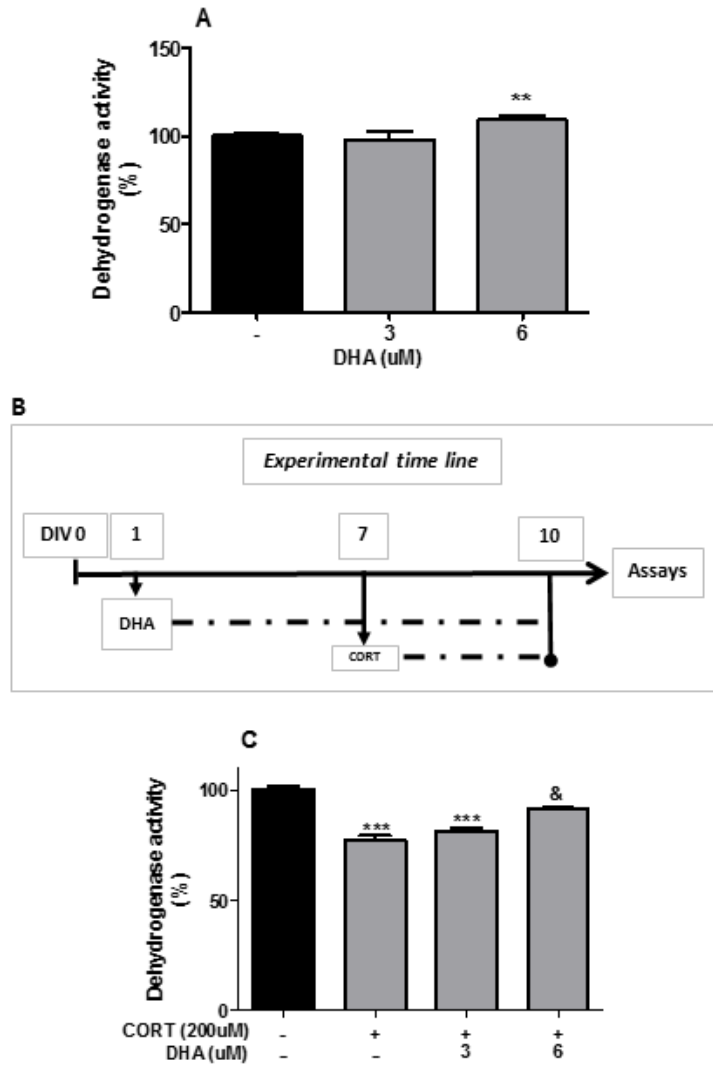 A
150
100
50
0
Dehydrogenase activity
(%)
**
- 3 6
DHA (uM)
B
Experimental time line
DIV 0 1 7 10
Assays
DHA
CORT
C
100
50
0
Dehydrogenase activity
(%)
*** *** &
CORT (200uM) - + + +
DHA (uM) - - 3 6